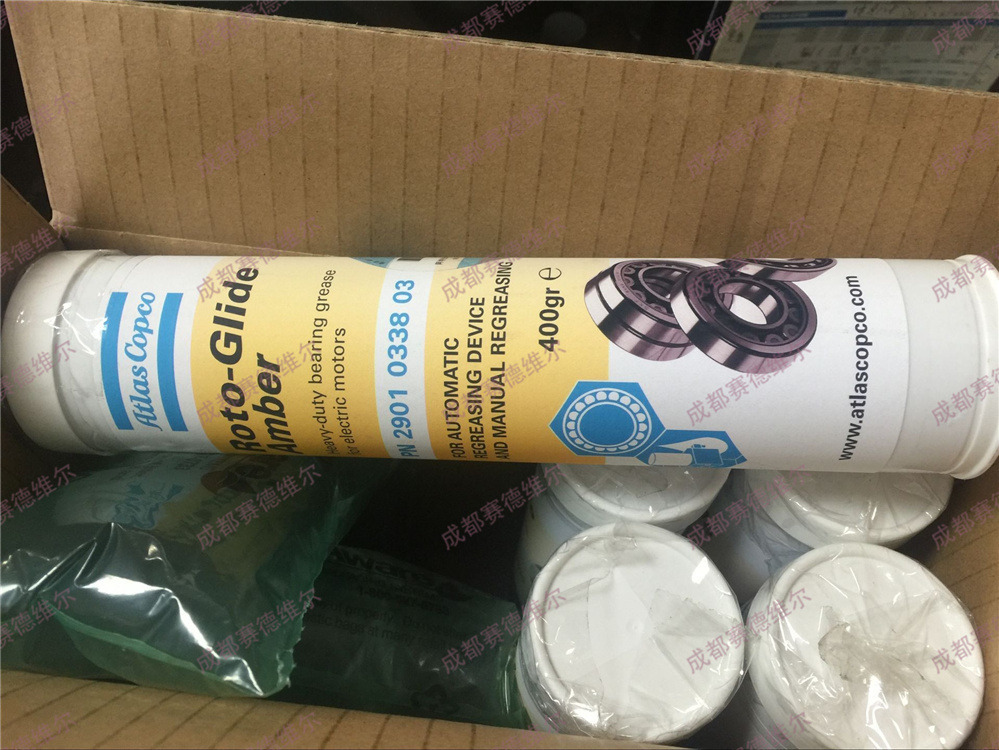 Atlas Copco
Roto-Glide
Amber
Heavy-duty bearing grease
for electric motors
PN 2901 0338 03
FOR AUTOMATIC
REGREASING DEVICE
AND MANUAL REGREASING
400gr e
www.atlascopco.com
成都赛德维尔